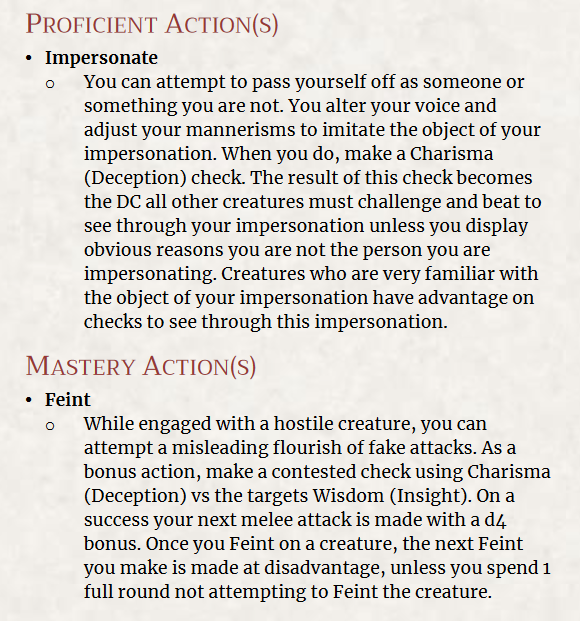 Proficient Action(s)
• Impersonate
o You can attempt to pass yourself off as someone or
something you are not. You alter your voice and
adjust your mannerisms to imitate the object of your
impersonation. When you do, make a Charisma
(Deception) check. The result of this check becomes
the DC all other creatures must challenge and beat to
see through your impersonation unless you display
obvious reasons you are not the person you are
impersonating. Creatures who are very familiar with
the object of your impersonation have advantage on
checks to see through this impersonation.
Mastery Action(s)
• Feint
o While engaged with a hostile creature, you can
attempt a misleading flourish of fake attacks. As a
bonus action, make a contested check using Charisma
(Deception) vs the targets Wisdom (Insight). On a
success your next melee attack is made with a d4
bonus. Once you Feint on a creature, the next Feint
you make is made at disadvantage, unless you spend 1
full round not attempting to Feint the creature.